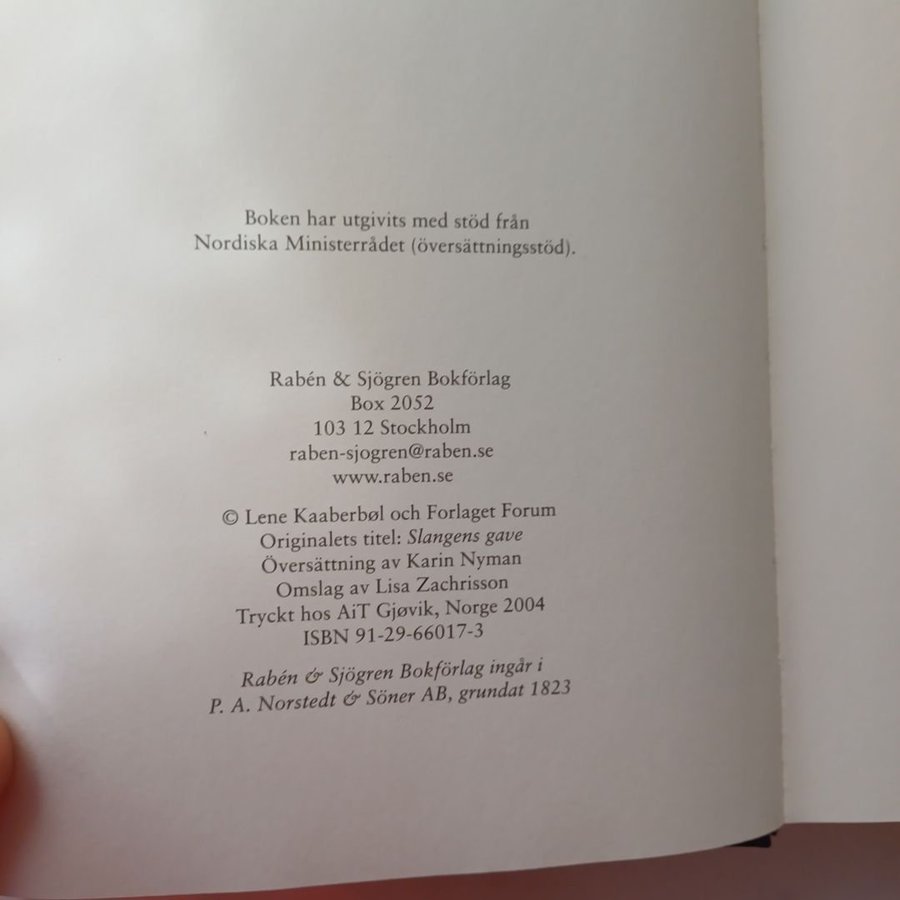 Boken har utgivits med stöd från
Nordiska Ministerrådet (översättningsstöd).
Rabén & Sjögren Bokförlag
Box 2052
103 12 Stockholm
raben-sjogren@raben.se
www.raben.se
© Lene Kaaberbøl och Forlaget Forum
Originalets titel: Slangens gave
Översättning av Karin Nyman
Omslag av Lisa Zachrisson
Tryckt hos AiT Gjøvik, Norge 2004
ISBN 91-29-66017-3
Rabén & Sjögren Bokförlag ingår i
P. A. Norstedt & Söner AB, grundat 1823